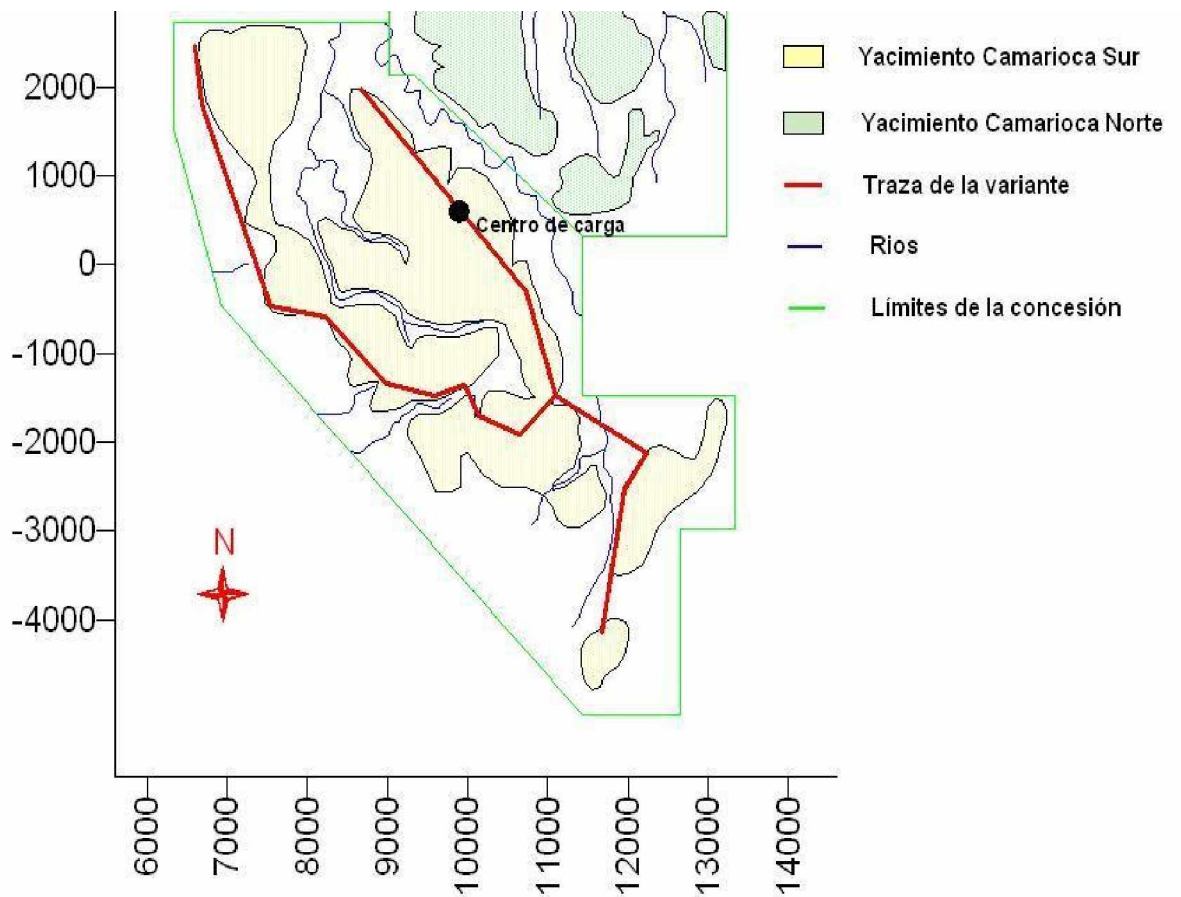 2000
1000
0
-1000
-2000
-3000
-4000
Centro de carga
N
6000
7000
8000
9000
10000
11000
12000
13000
14000
Yacimiento Camarioca Sur
Yacimiento Camarioca Norte
Traza de la variante
Rios
Límites de la concesión